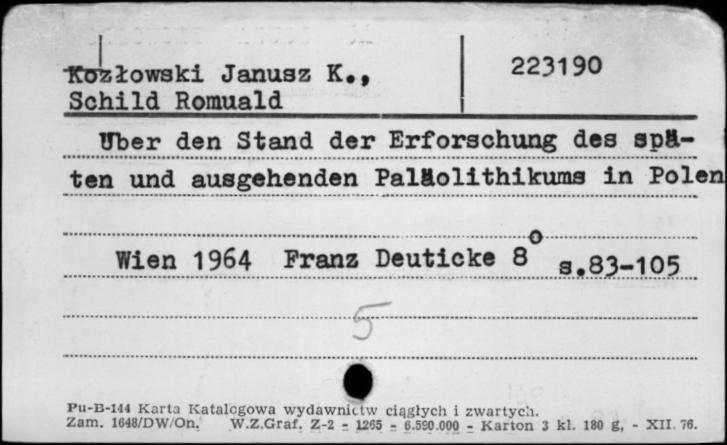 Kozłowski Janusz K.,
223190
Schild Romuald
Uber den Stand der Erforschung des spä-
ten und ausgehenden Paläolithikums in Polen
Wien 1964 Franz Deuticke 8° s.83-105
5
Pu-B-144 Karta Katalogowa wydawnictw ciągłych i zwartych.
Zam. 1648/DW/On. W.Z.Graf. Z-2 - 1265 - 6.590.000 - Karton 3 kl. 180 g. - XII. 76.